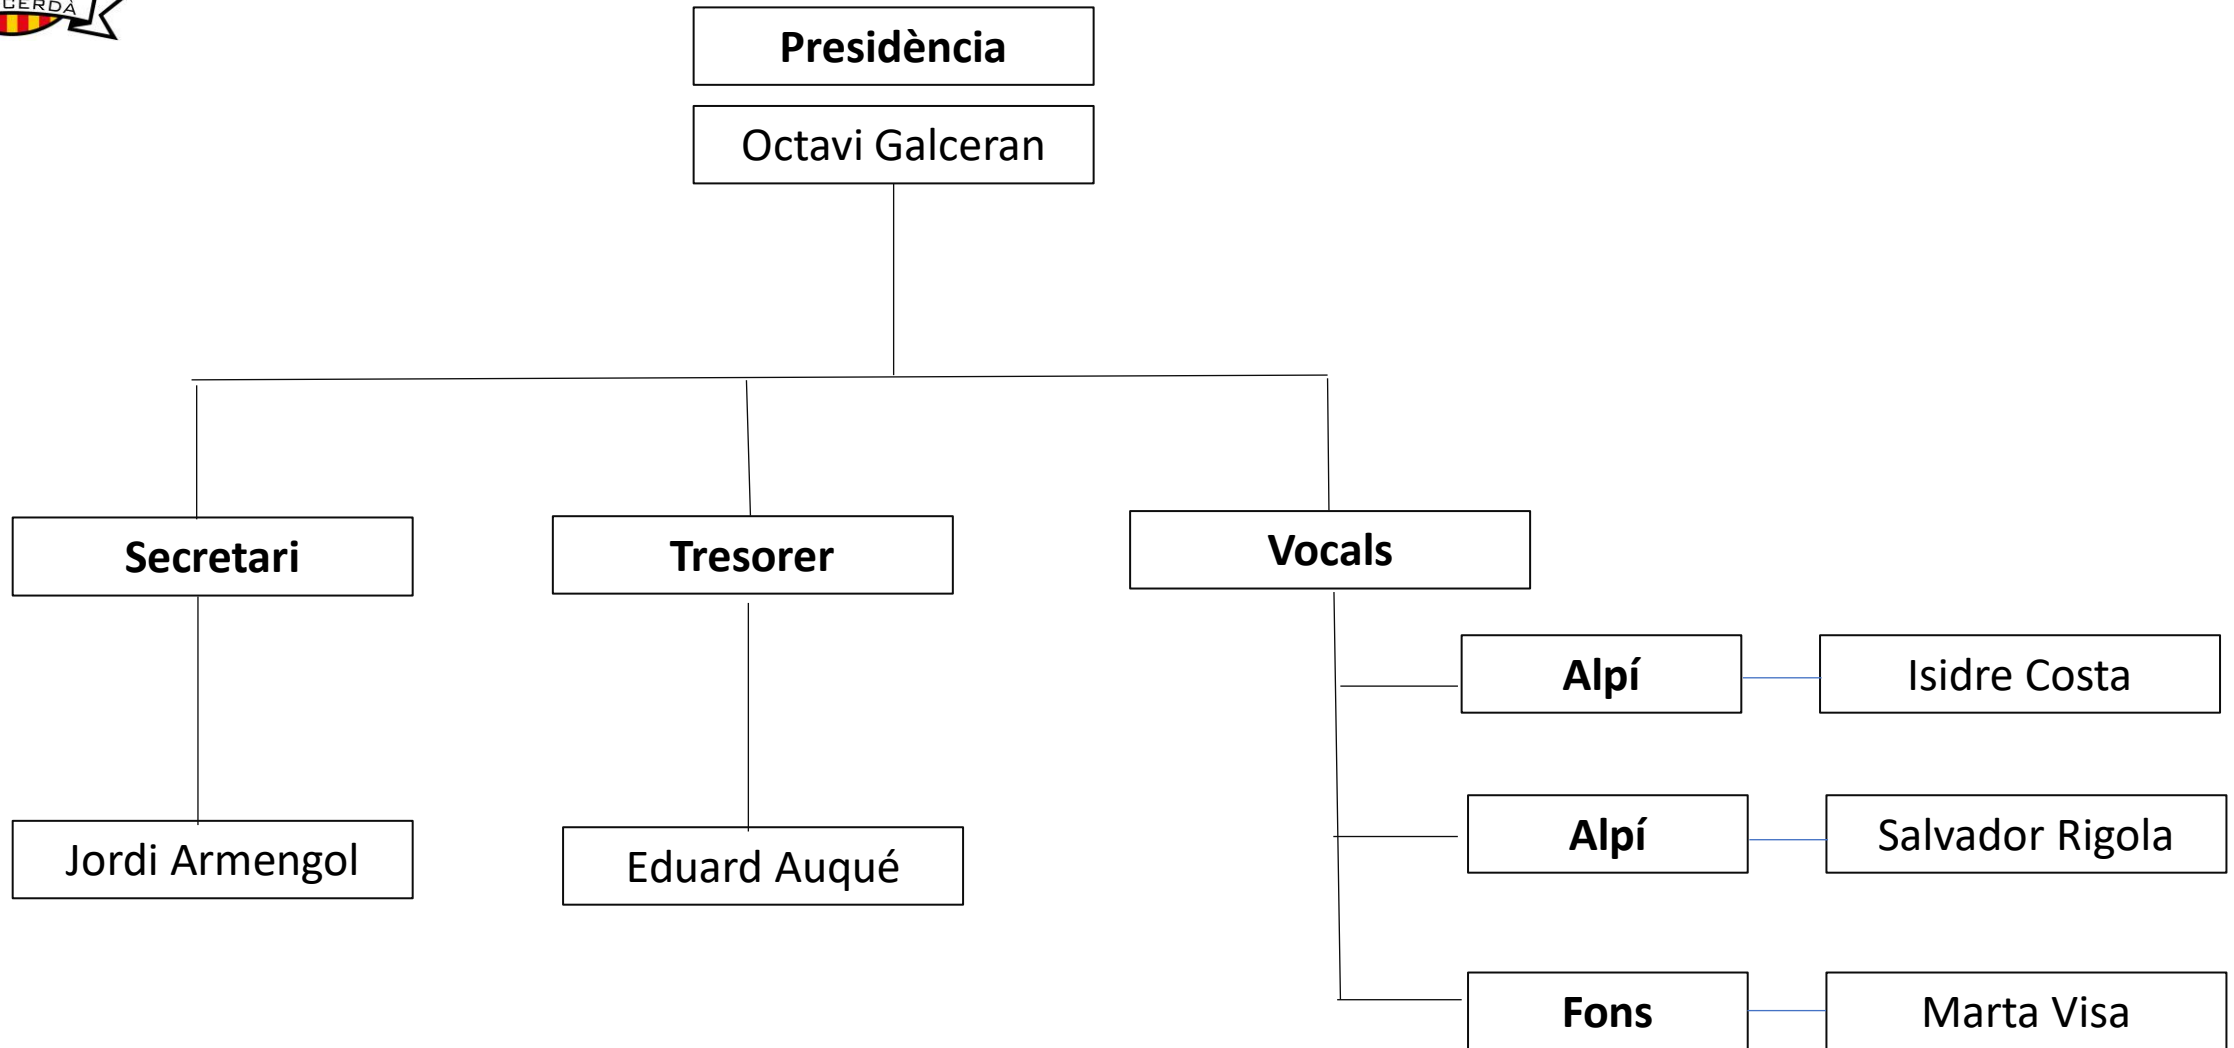 CERDÀ
Presidència
Octavi Galceran
Secretari
Tresorer
Vocals
Alpí
Isidre Costa
Alpí
Salvador Rigola
Jordi Armengol
Eduard Auqué
Fons
Marta Visa